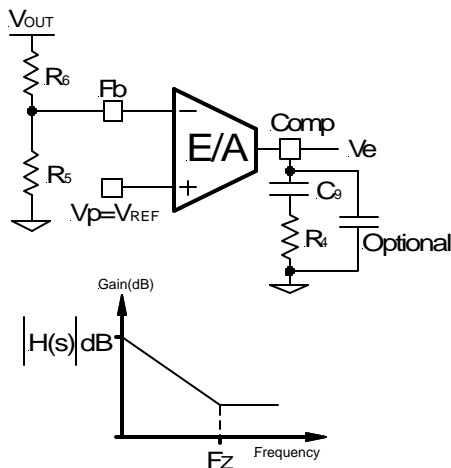 VOUT
R6
Fb
E/A
Comp
Ve
R5
C9
Vp=VREF
R4
Optional
Gain(dB)
|H(s)| dB
FZ
Frequency